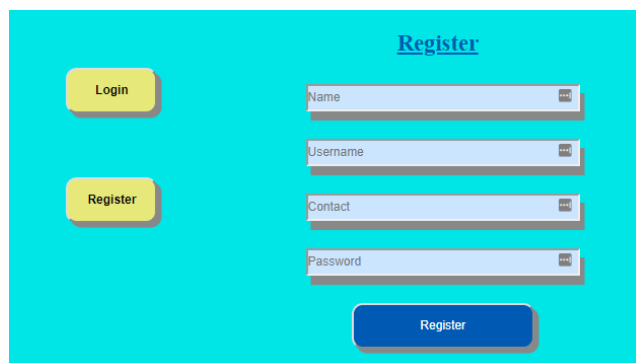 Register
Login
Name
Username
Register
Contact
Password
Register